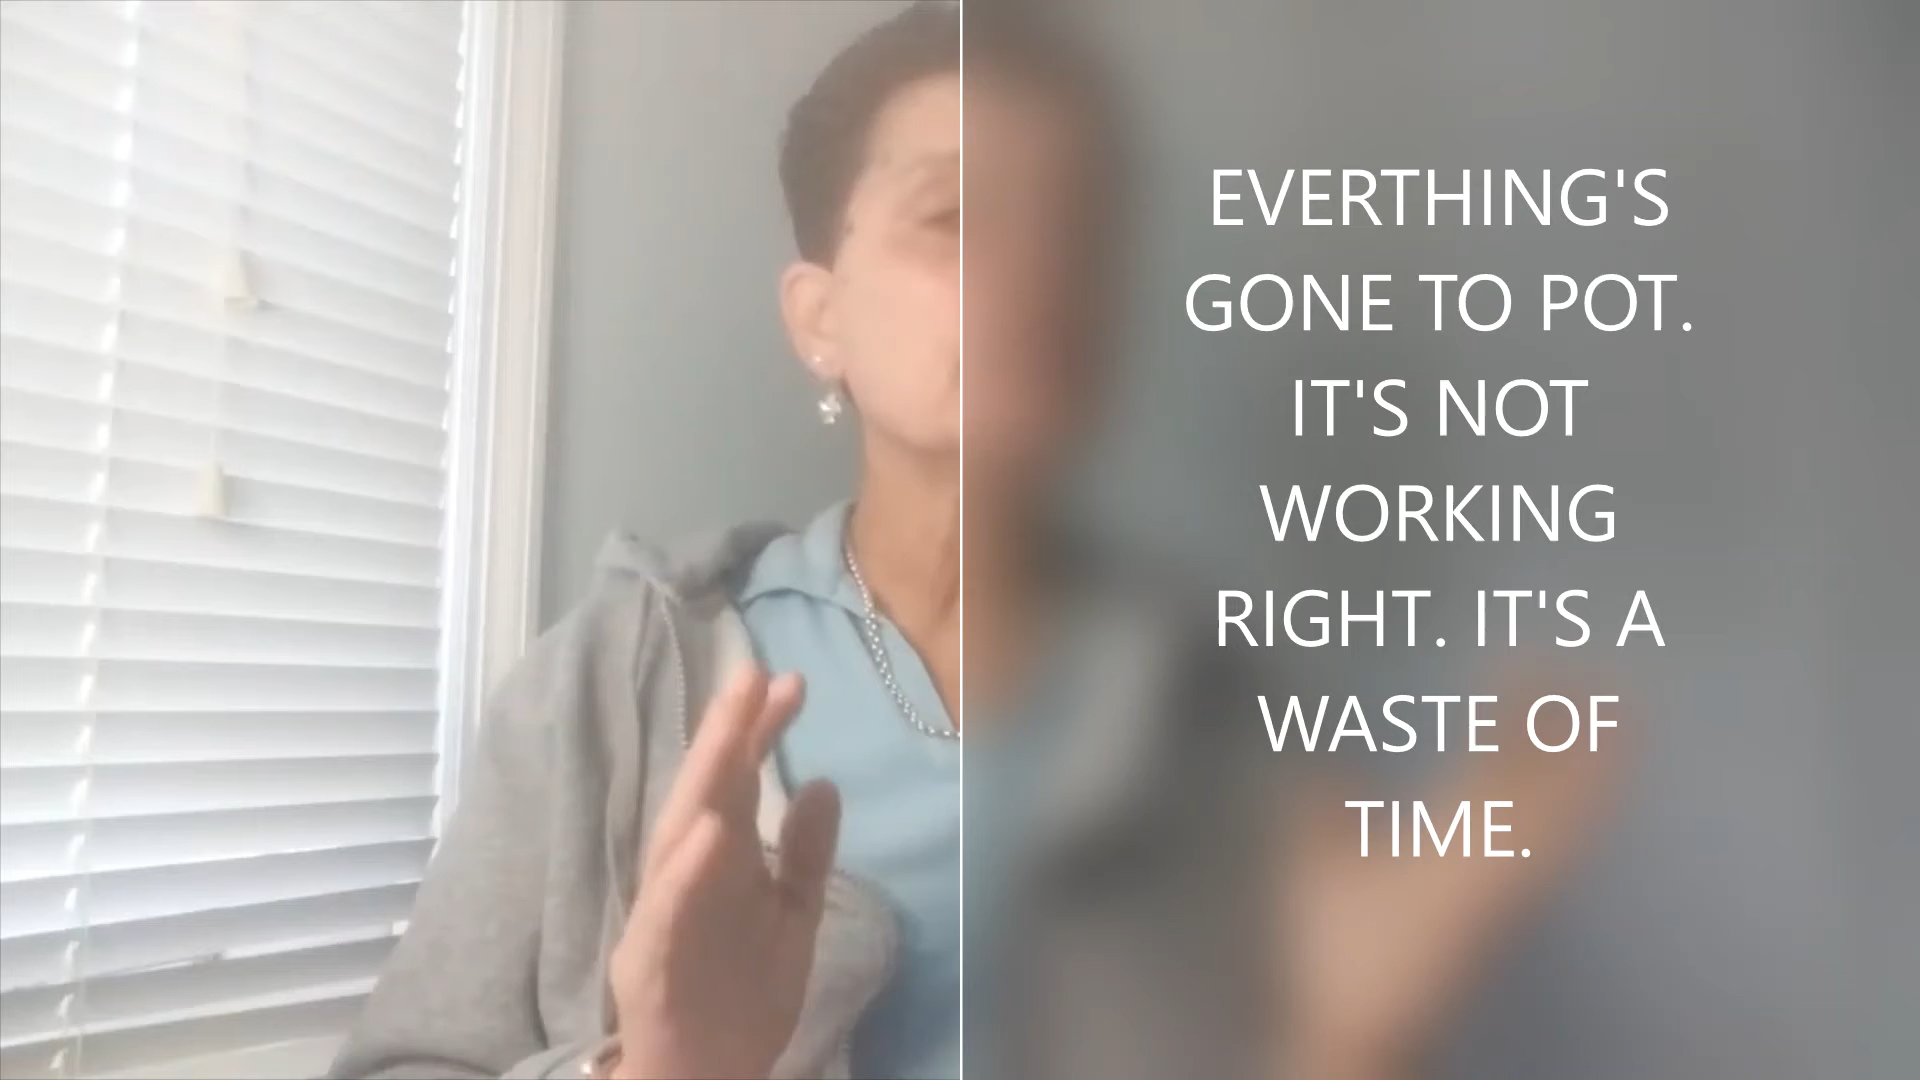 EVERTHING'S
GONE TO POT.
IT'S NOT
WORKING
RIGHT. IT'S A
WASTE OF
TIME.